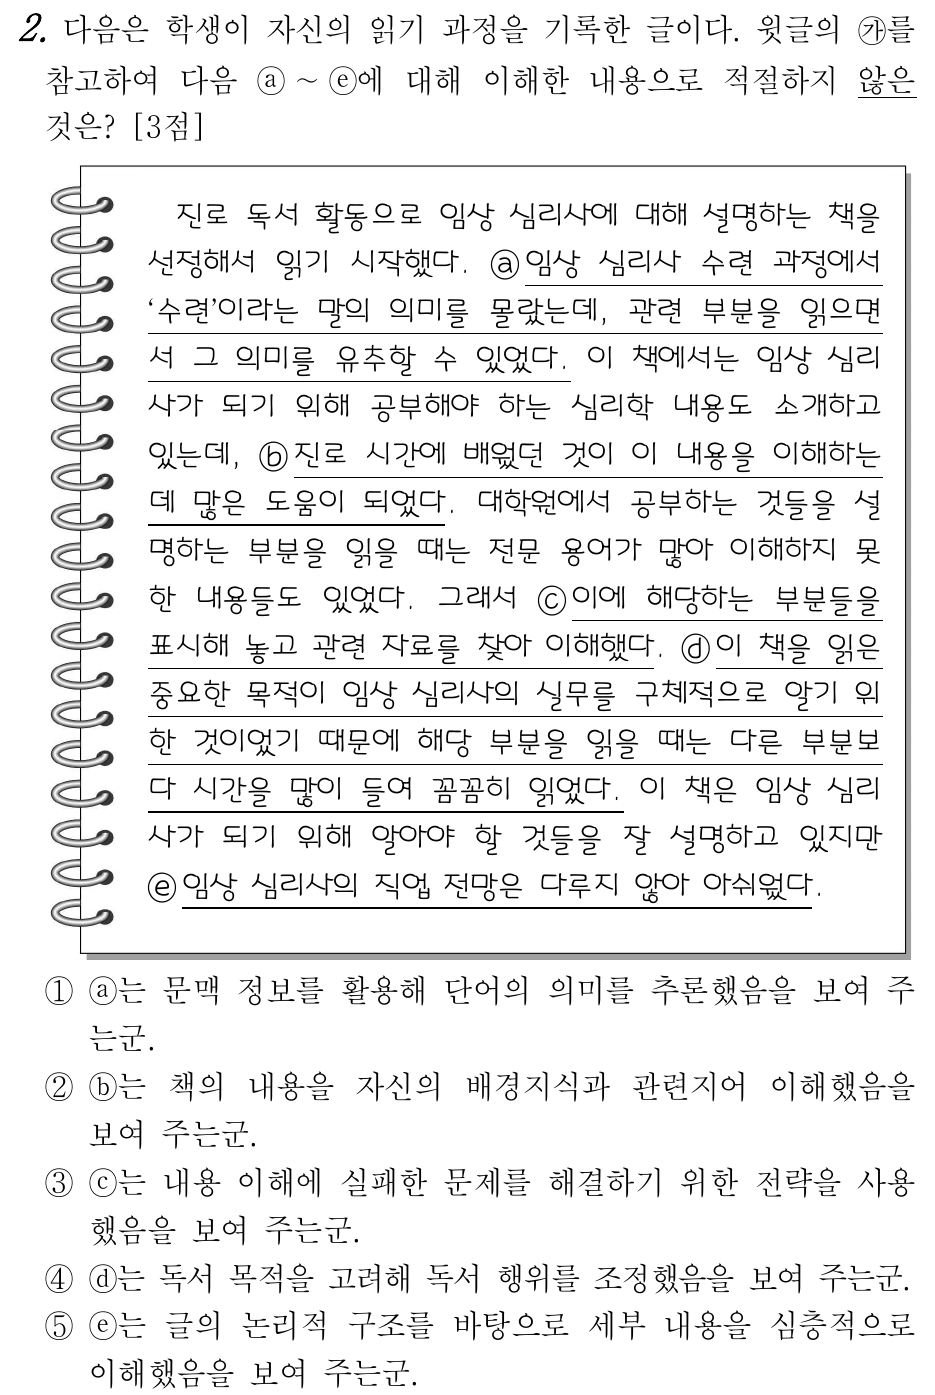 2. 다음은 학생이 자신의 읽기 과정을 기록한 글이다. 윗글의 ㉮를
참고하여 다음 ⓐ ~ ⓔ에 대해 이해한 내용으로 적절하지 않은
것은? [3점]
진로 독서 활동으로 임상 심리사에 대해 설명하는 책을
선정해서 읽기 시작했다. ⓐ임상 심리사 수련 과정에서
‘수련’이라는 말의 의미를 몰랐는데, 관련 부분을 읽으면
서 그 의미를 유추할 수 있었다. 이 책에서는 임상 심리
사가 되기 위해 공부해야 하는 심리학 내용도 소개하고
있는데, ⓑ진로 시간에 배웠던 것이 이 내용을 이해하는
데 많은 도움이 되었다. 대학원에서 공부하는 것들을 설
명하는 부분을 읽을 때는 전문 용어가 많아 이해하지 못
한 내용들도 있었다. 그래서 ⓒ이에 해당하는 부분들을
표시해 놓고 관련 자료를 찾아 이해했다. ⓓ이 책을 읽은
중요한 목적이 임상 심리사의 실무를 구체적으로 알기 위
한 것이었기 때문에 해당 부분을 읽을 때는 다른 부분보
다 시간을 많이 들여 꼼꼼히 읽었다. 이 책은 임상 심리
사가 되기 위해 알아야 할 것들을 잘 설명하고 있지만
ⓔ임상 심리사의 직업 전망은 다루지 않아 아쉬웠다.
① ⓐ는 문맥 정보를 활용해 단어의 의미를 추론했음을 보여 주
는군.
② ⓑ는 책의 내용을 자신의 배경지식과 관련지어 이해했음을
보여 주는군.
③ ⓒ는 내용 이해에 실패한 문제를 해결하기 위한 전략을 사용
했음을 보여 주는군.
④ ⓓ는 독서 목적을 고려해 독서 행위를 조정했음을 보여 주는군.
⑤ ⓔ는 글의 논리적 구조를 바탕으로 세부 내용을 심층적으로
이해했음을 보여 주는군.